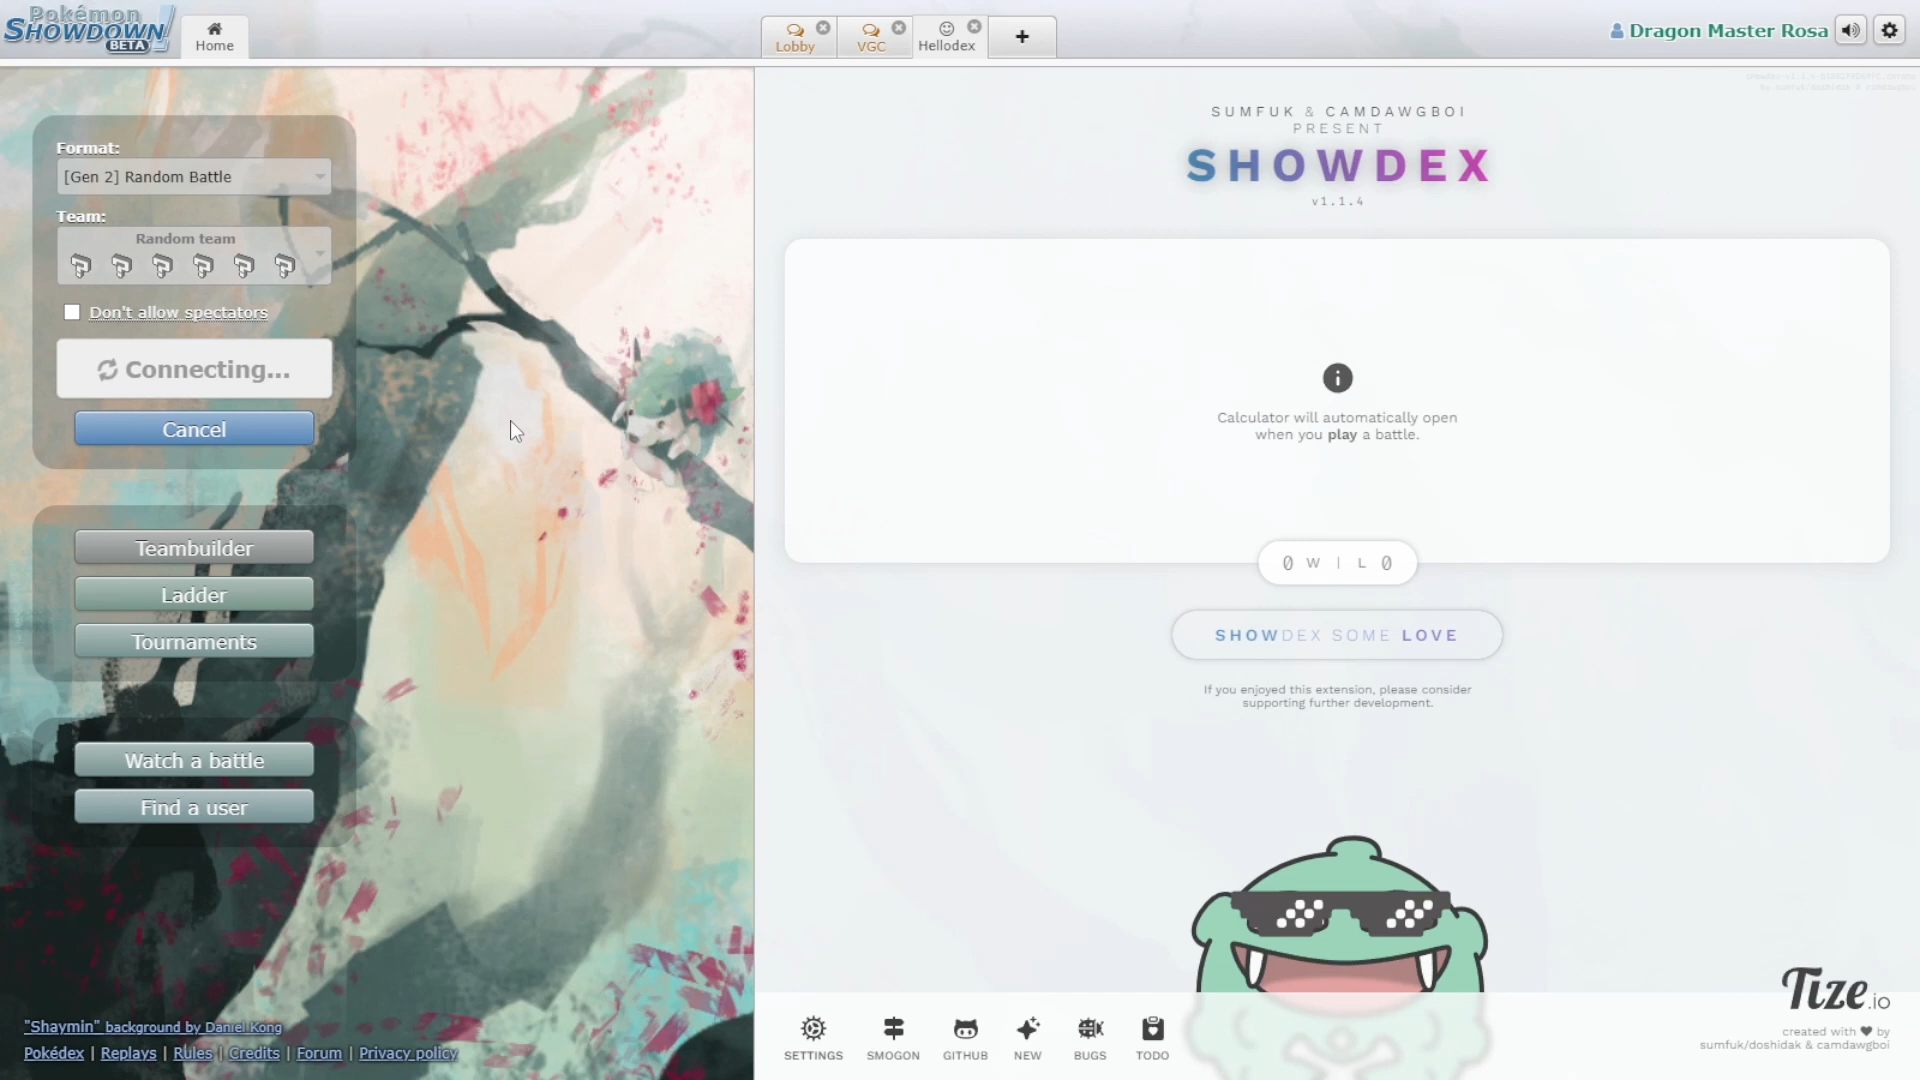 Pokémon
SHOWDOWN!
BETA
Home
Lobby
VGC
Hellodex
+
Dragon Master Rosa
Format:
[Gen 2] Random Battle
Team:
Random team
Don't allow spectators
Connecting...
Cancel
Teambuilder
Ladder
Tournaments
Watch a battle
Find a user
"Shaymin" background by Daniel Kong
Pokédex | Replays | Rules | Credits | Forum | Privacy policy
SUMFUK & CAMDAWGBOI
PRESENT
SHOWDEX
v1.1.4
Calculator will automatically open
when you play a battle.
0 W | L 0
SHOWDEX SOME LOVE
If you enjoyed this extension, please consider
supporting further development.
SETTINGS
SMOGON
GITHUB
NEW
BUGS
TODO
Tize.io
created with ♥ by
sumfuk/doshidak & camdawgboi